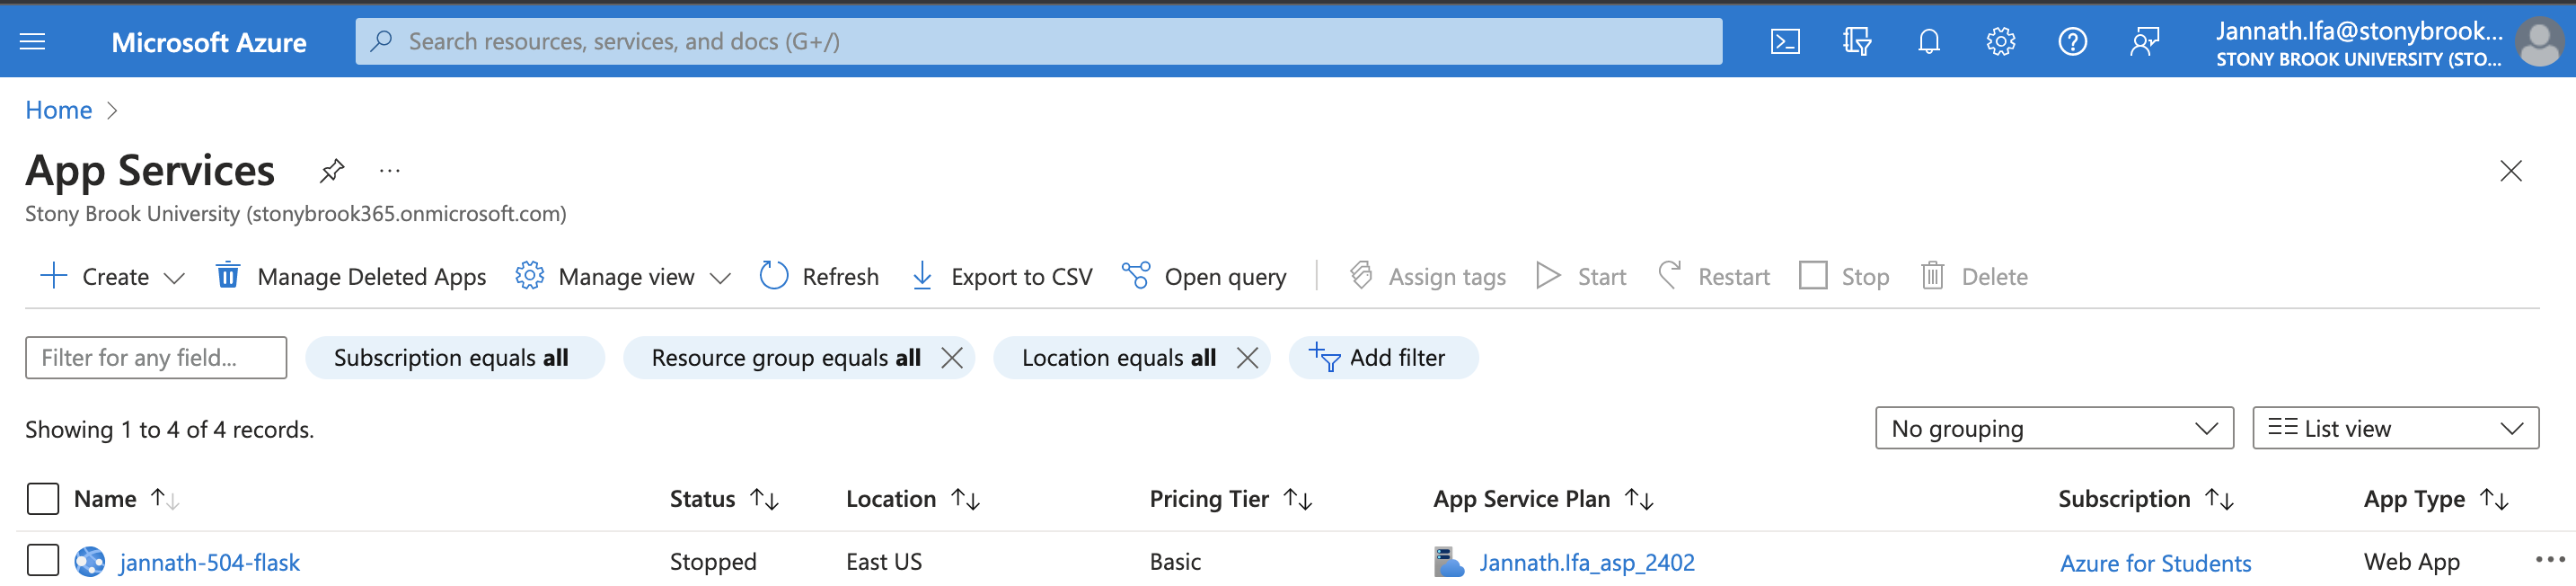 Microsoft Azure
Search resources, services, and docs (G+/)
Jannath.lfa@stonybrook...
STONY BROOK UNIVERSITY (STO...
Home
App Services
Stony Brook University (stonybrook365.onmicrosoft.com)
Create Manage Deleted Apps Manage view Refresh Export to CSV Open query Assign tags Start Restart Stop Delete
Filter for any field... Subscription equals all Resource group equals all Location equals all Add filter
Showing 1 to 4 of 4 records. No grouping List view
Name Status Location Pricing Tier App Service Plan Subscription App Type
jannath-504-flask Stopped East US Basic Jannath.lfa_asp_2402 Azure for Students Web App